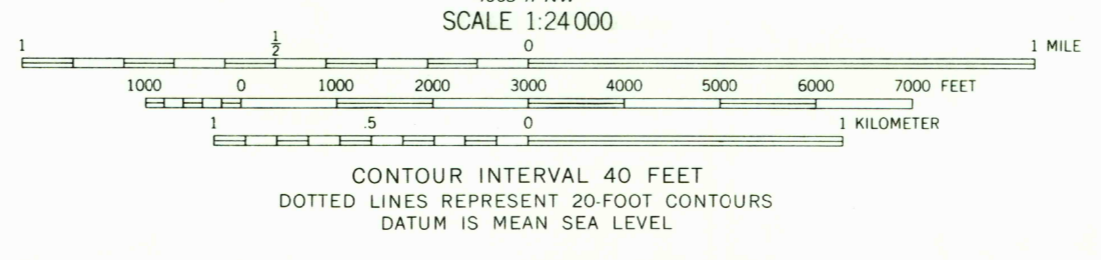 SCALE 1:24 000
1 ½ 0 1 MILE
1000 0 1000 2000 3000 4000 5000 6000 7000 FEET
1 .5 0 1 KILOMETER
CONTOUR INTERVAL 40 FEET
DOTTED LINES REPRESENT 20-FOOT CONTOURS
DATUM IS MEAN SEA LEVEL